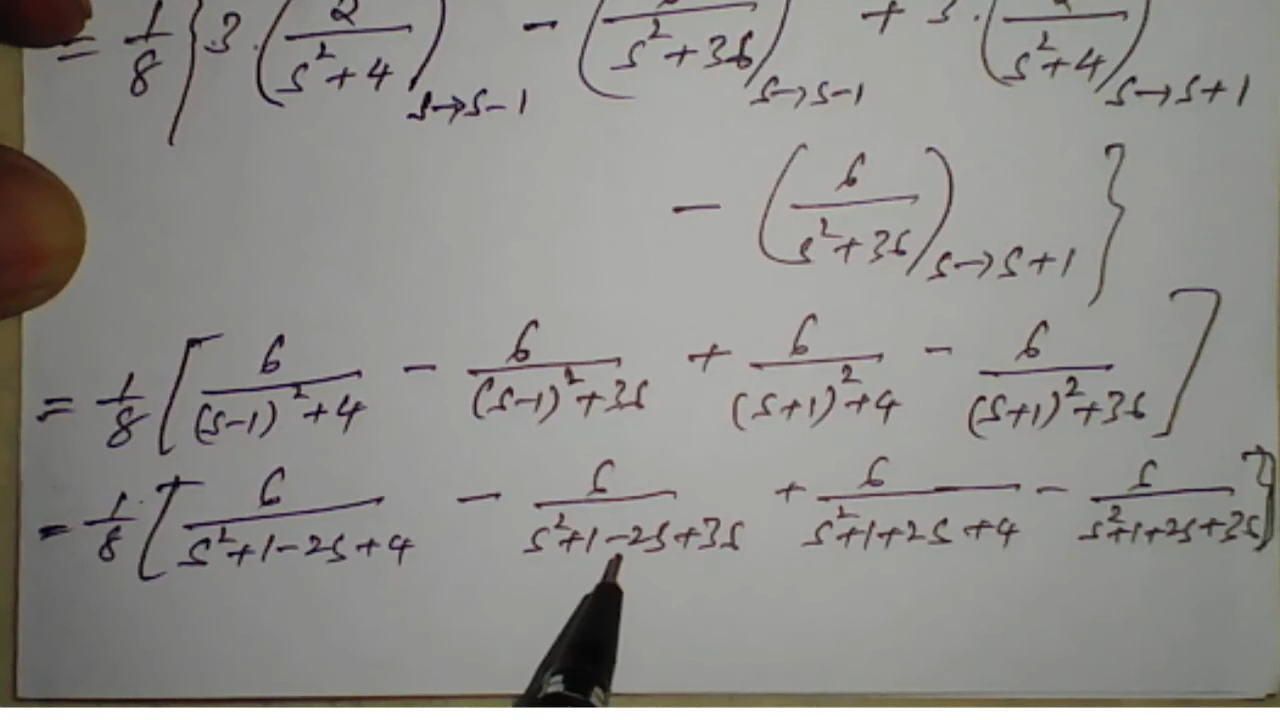 = 1/8 { 3 · (2/(s²+4))_{s→s-1} - (/(s²+36))_{s→s-1} + 3 · (2/(s²+4))_{s→s+1}
- (6/(s²+36))_{s→s+1} }
= 1/8 [ 6/((s-1)²+4) - 6/((s-1)²+36) + 6/((s+1)²+4) - 6/((s+1)²+36) ]
= 1/8 [ 6/(s²+1-2s+4) - 6/(s²+1-2s+36) + 6/(s²+1+2s+4) - 6/(s²+1+2s+36) ]